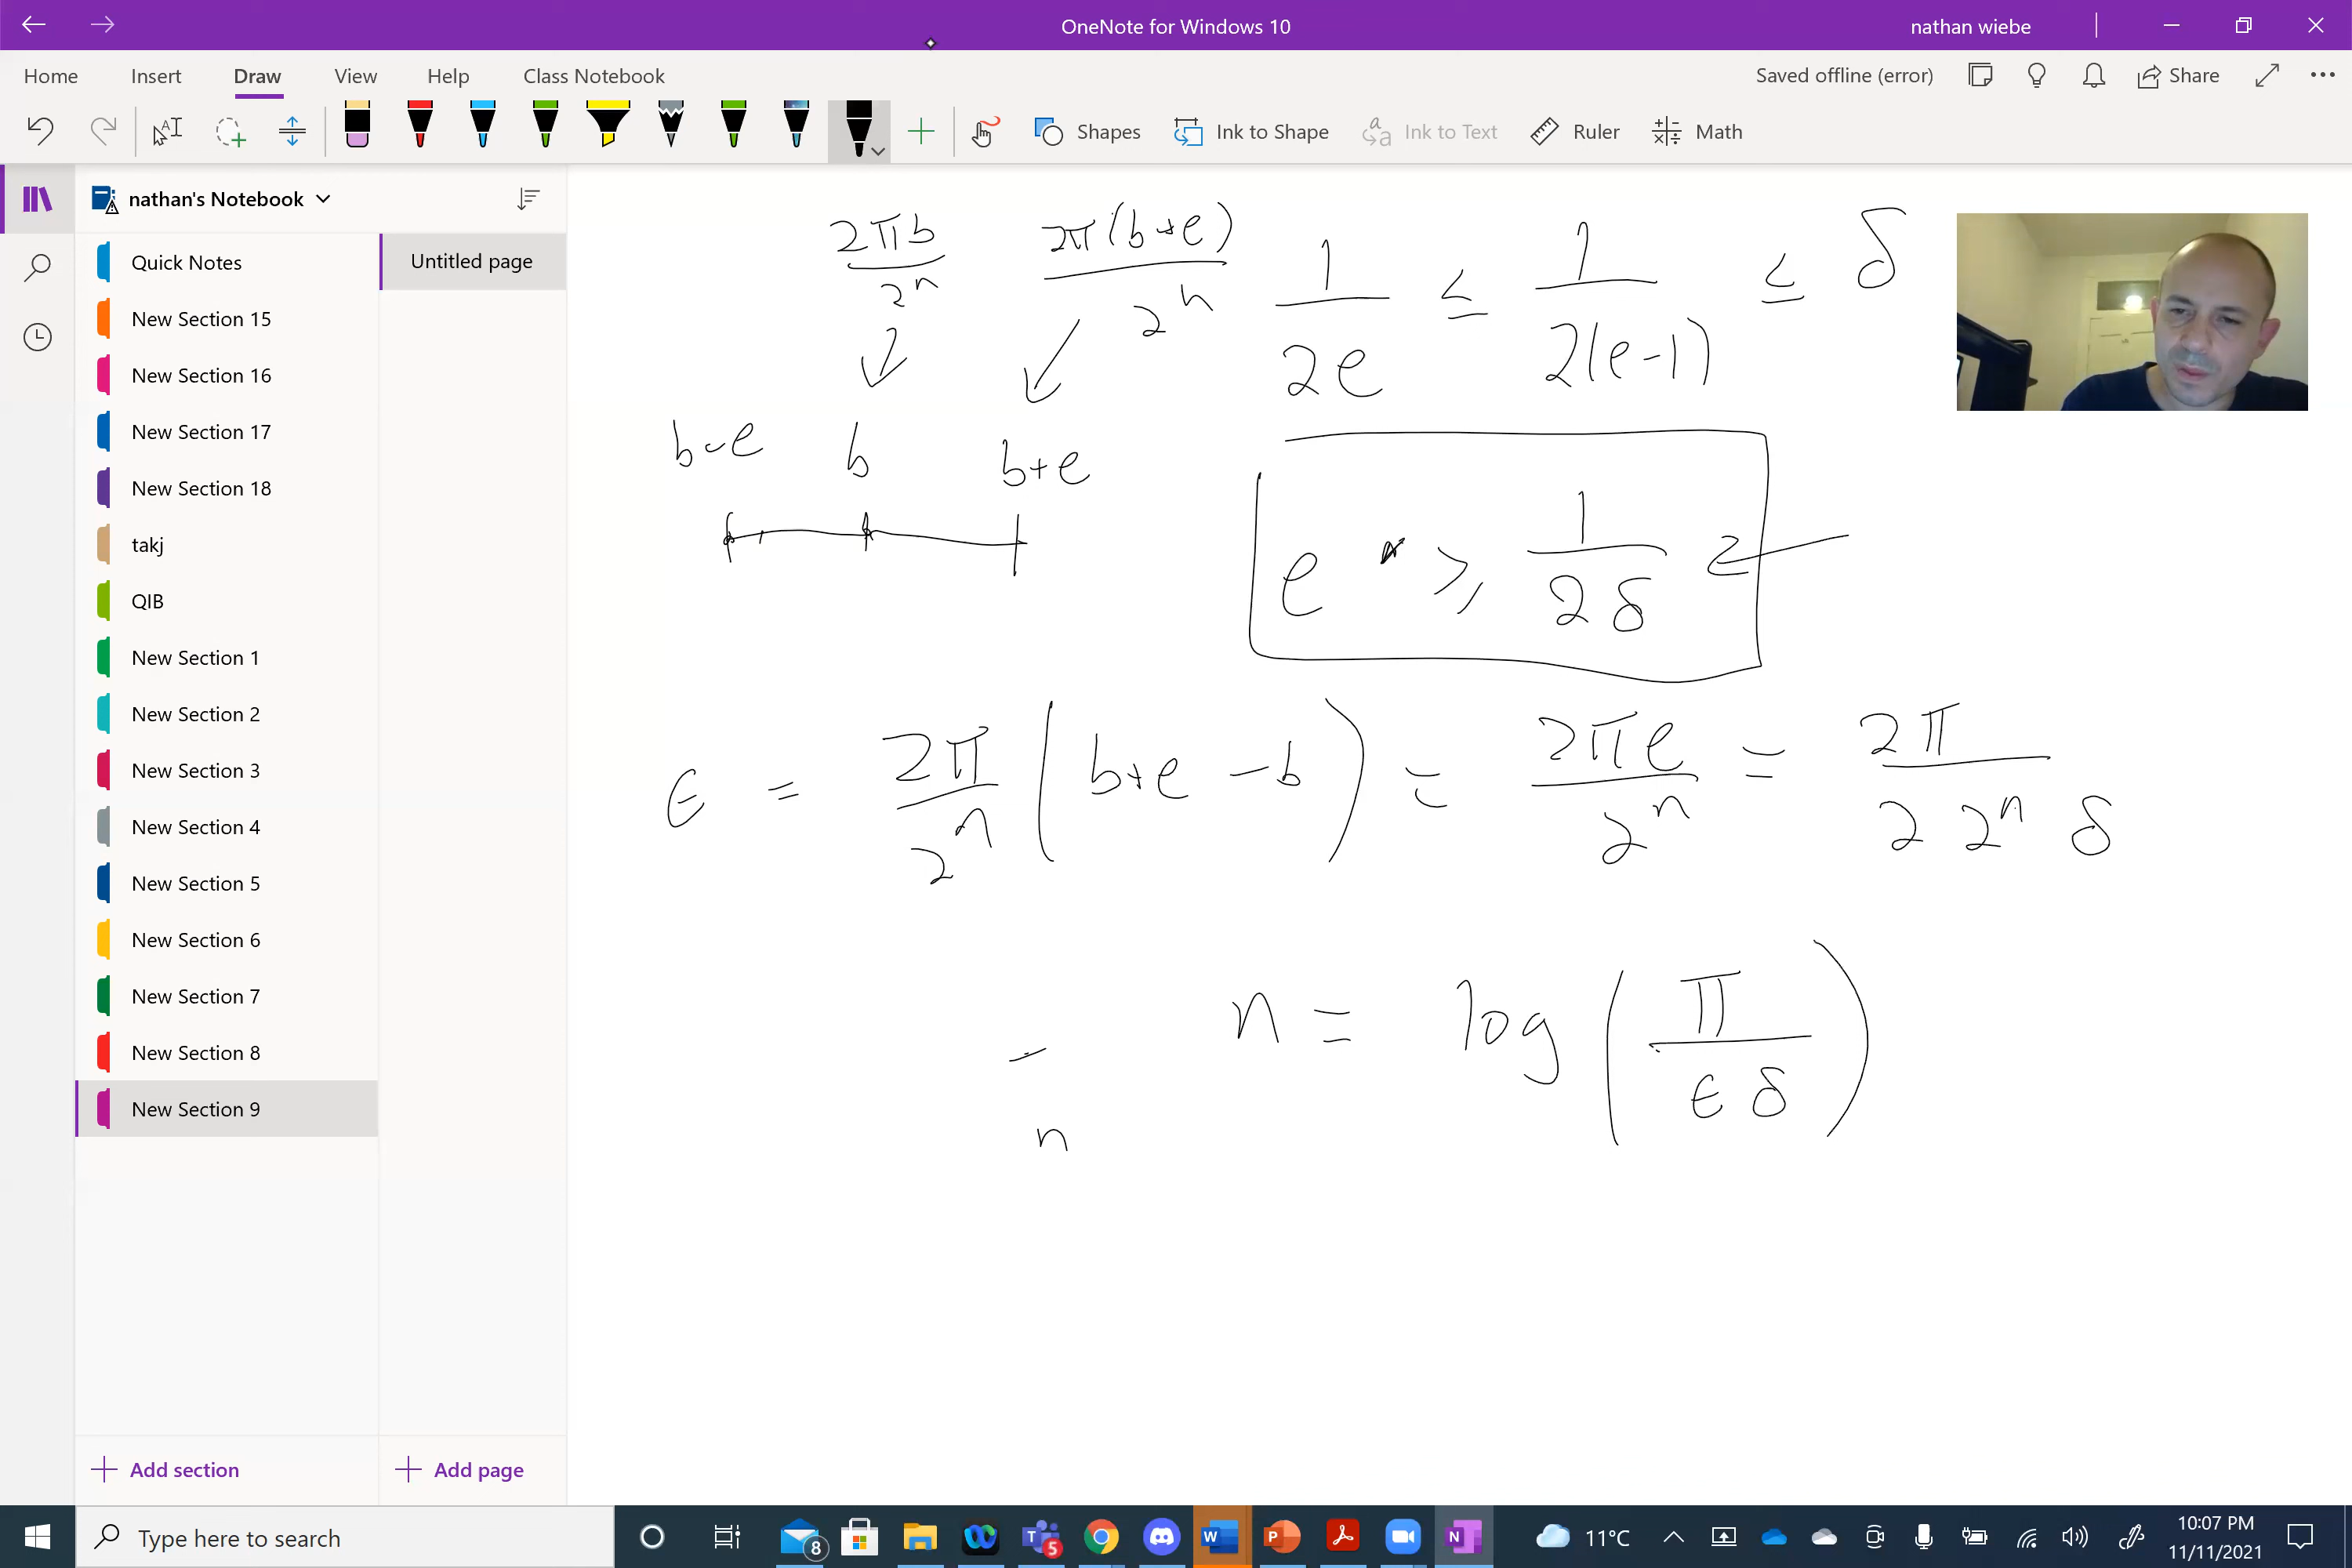 OneNote for Windows 10
nathan wiebe
Home Insert Draw View Help Class Notebook
Saved offline (error) Share
Shapes Ink to Shape Ink to Text Ruler Math
nathan's Notebook
Quick Notes
New Section 15
New Section 16
New Section 17
New Section 18
takj
QIB
New Section 1
New Section 2
New Section 3
New Section 4
New Section 5
New Section 6
New Section 7
New Section 8
New Section 9
Add section
Untitled page
Add page
2πb/2^n 2π(b+e)/2^n 1/2e ≤ 1/2(e-1) ≤ δ
b-e b b+e
e ≥ 1/2δ
ϵ = 2π/2^n (b+e-b) = 2πe/2^n = 2π/2 2^n δ
n = log(π/ϵδ)
n
Type here to search
8
5
11°C
10:07 PM
11/11/2021